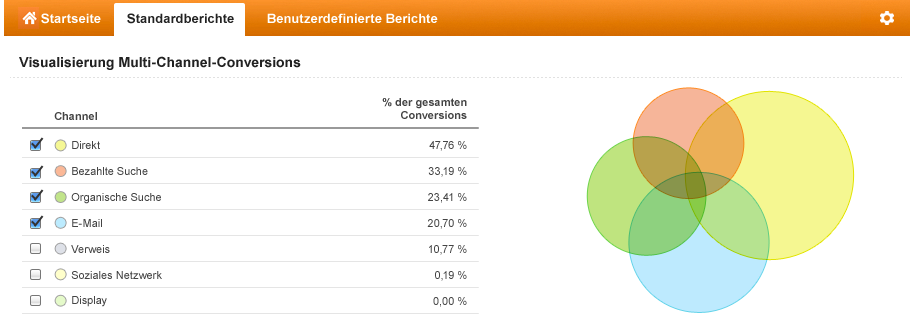 Startseite Standardberichte Benutzerdefinierte Berichte
Visualisierung Multi-Channel-Conversions
Channel % der gesamten Conversions
Direkt 47,76 %
Bezahlte Suche 33,19 %
Organische Suche 23,41 %
E-Mail 20,70 %
Verweis 10,77 %
Soziales Netzwerk 0,19 %
Display 0,00 %